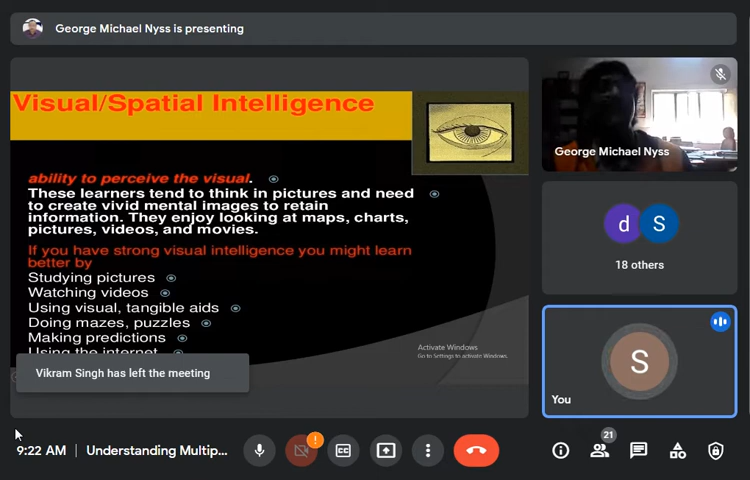 George Michael Nyss is presenting
Visual/Spatial Intelligence
ability to perceive the visual.
These learners tend to think in pictures and need
to create vivid mental images to retain
information. They enjoy looking at maps, charts,
pictures, videos, and movies.
If you have strong visual intelligence you might learn
better by
Studying pictures
Watching videos
Using visual, tangible aids
Doing mazes, puzzles
Making predictions
Using the internet
Activate Windows
Go to Settings to activate Windows.
Vikram Singh has left the meeting
George Michael Nyss
d
S
18 others
S
You
9:22 AM
Understanding Multip...
!
CC
21